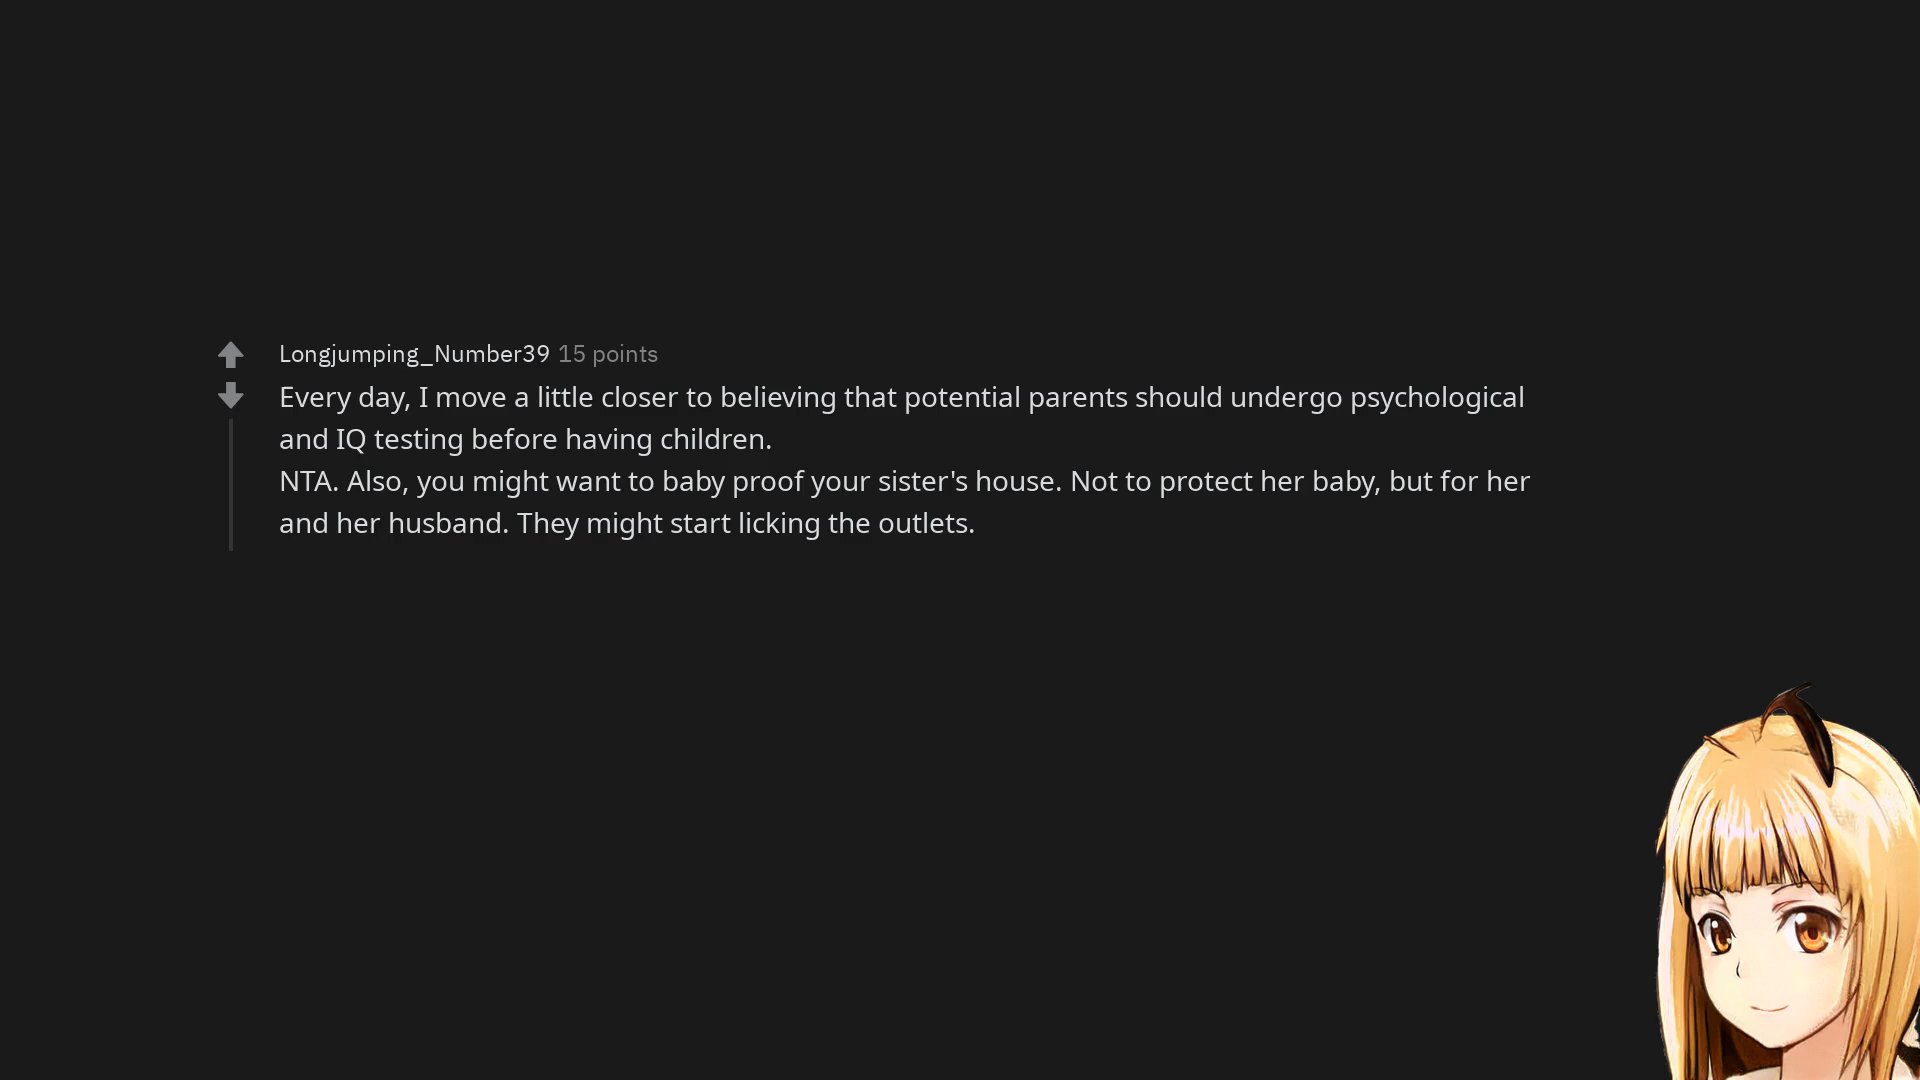 Longjumping_Number39 15 points
Every day, I move a little closer to believing that potential parents should undergo psychological
and IQ testing before having children.
NTA. Also, you might want to baby proof your sister's house. Not to protect her baby, but for her
and her husband. They might start licking the outlets.